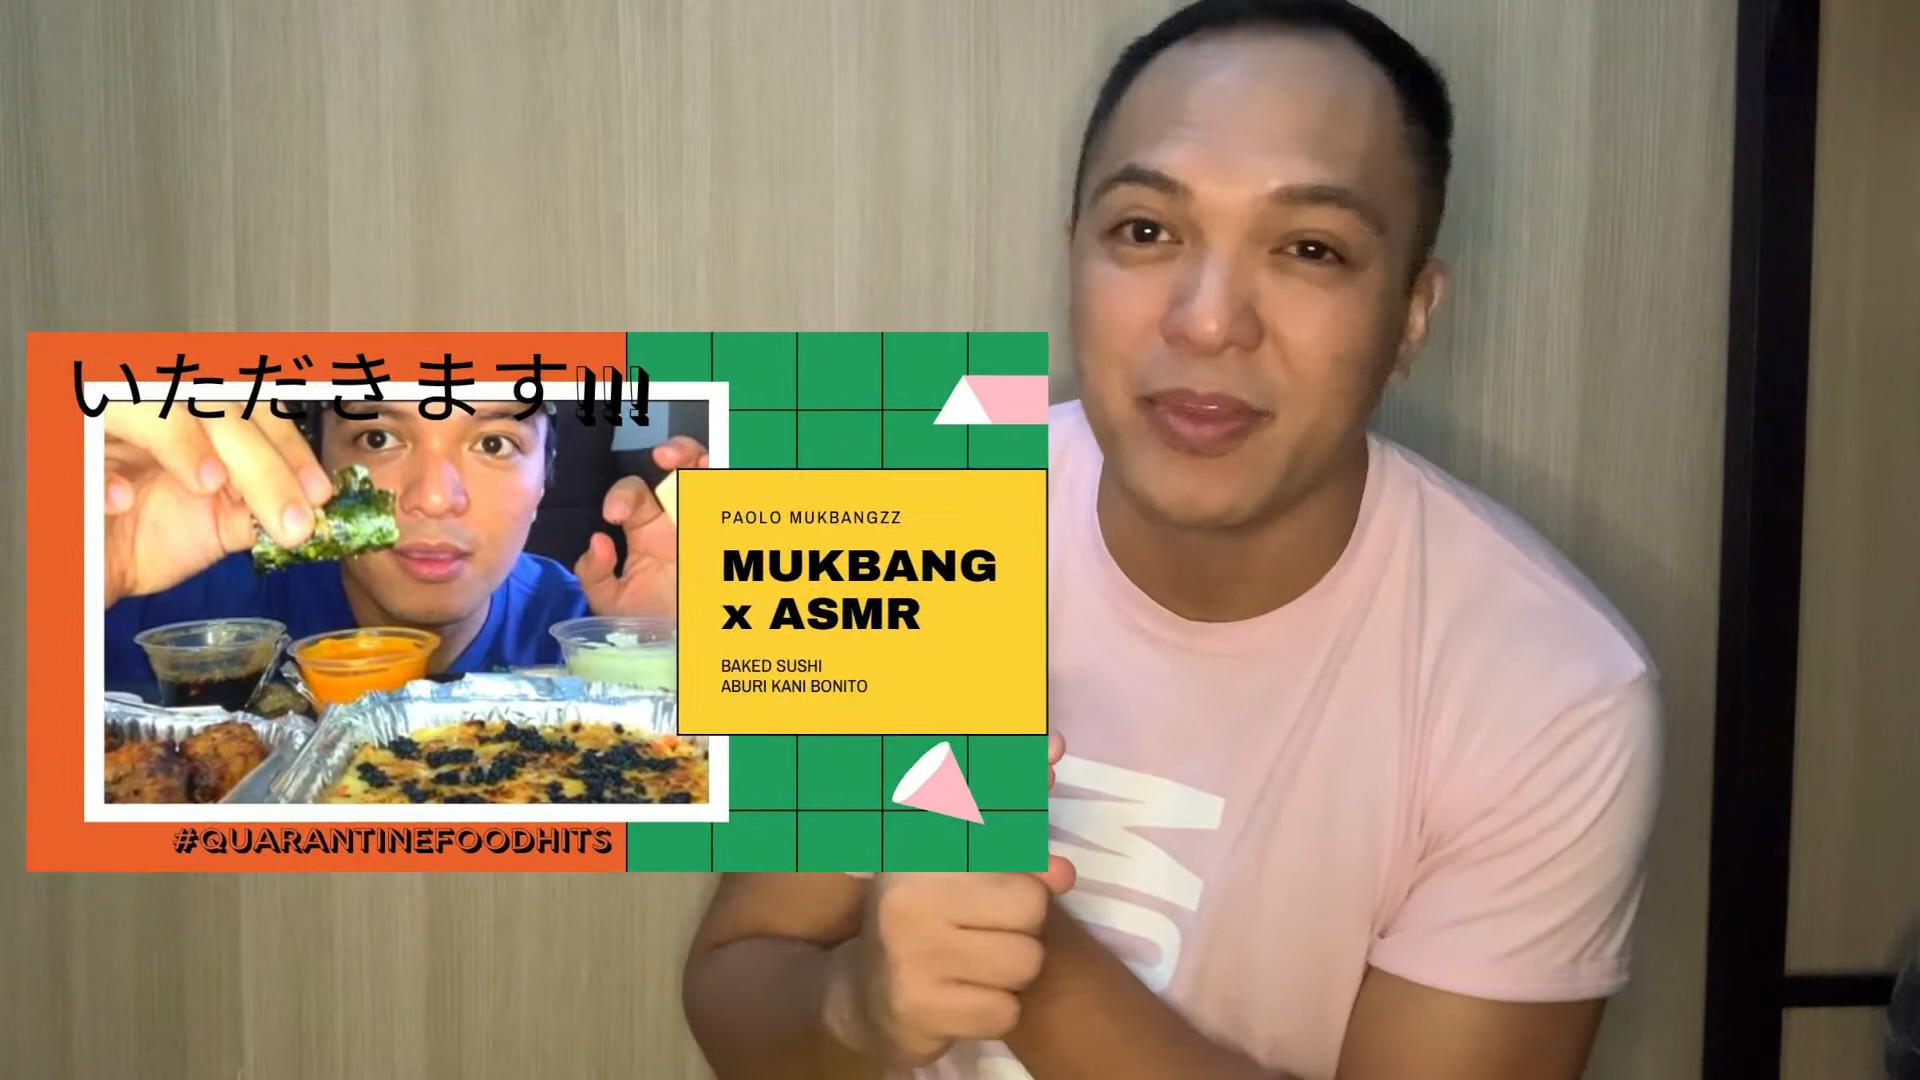 いただきます!!!
PAOLO MUKBANGZZ
MUKBANG
x ASMR
BAKED SUSHI
ABURI KANI BONITO
#QUARANTINEFOODHITS